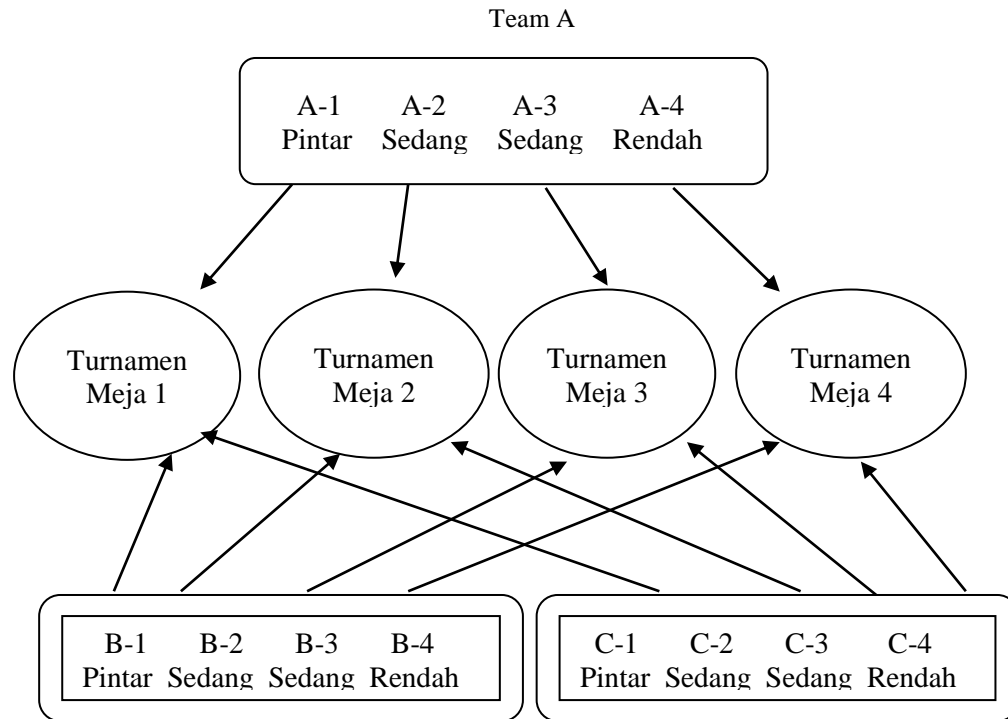 Team A
A-1 A-2 A-3 A-4
Pintar Sedang Sedang Rendah
Turnamen Meja 1
Turnamen Meja 2
Turnamen Meja 3
Turnamen Meja 4
B-1 B-2 B-3 B-4
Pintar Sedang Sedang Rendah
C-1 C-2 C-3 C-4
Pintar Sedang Sedang Rendah